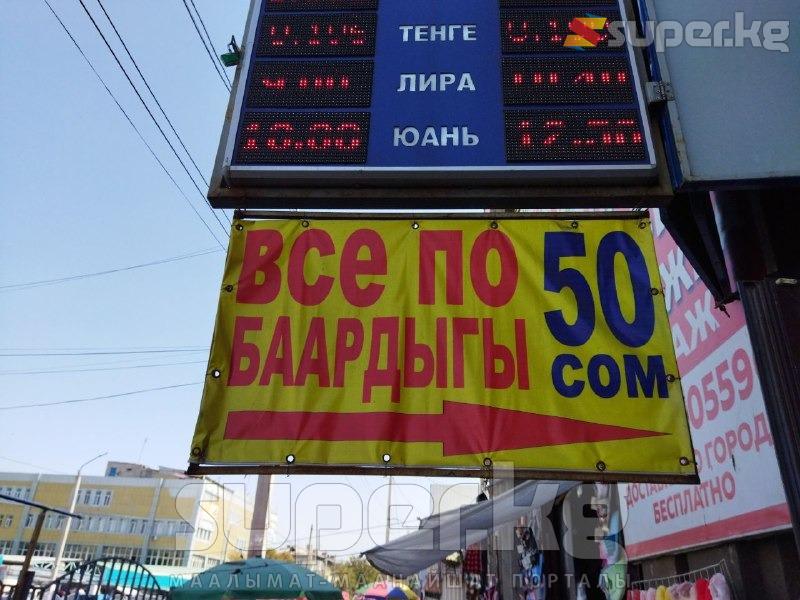 super.kg
ТЕНГЕ
ЛИРА
10.00 ЮАНЬ
ВСЕ ПО 50
БААРДЫГЫ СОМ
0559
ГОРОД
БЕСПЛАТНО
super.kg
МААЛЫМАТ-МААНАЙШАТ ПОРТАЛЫ